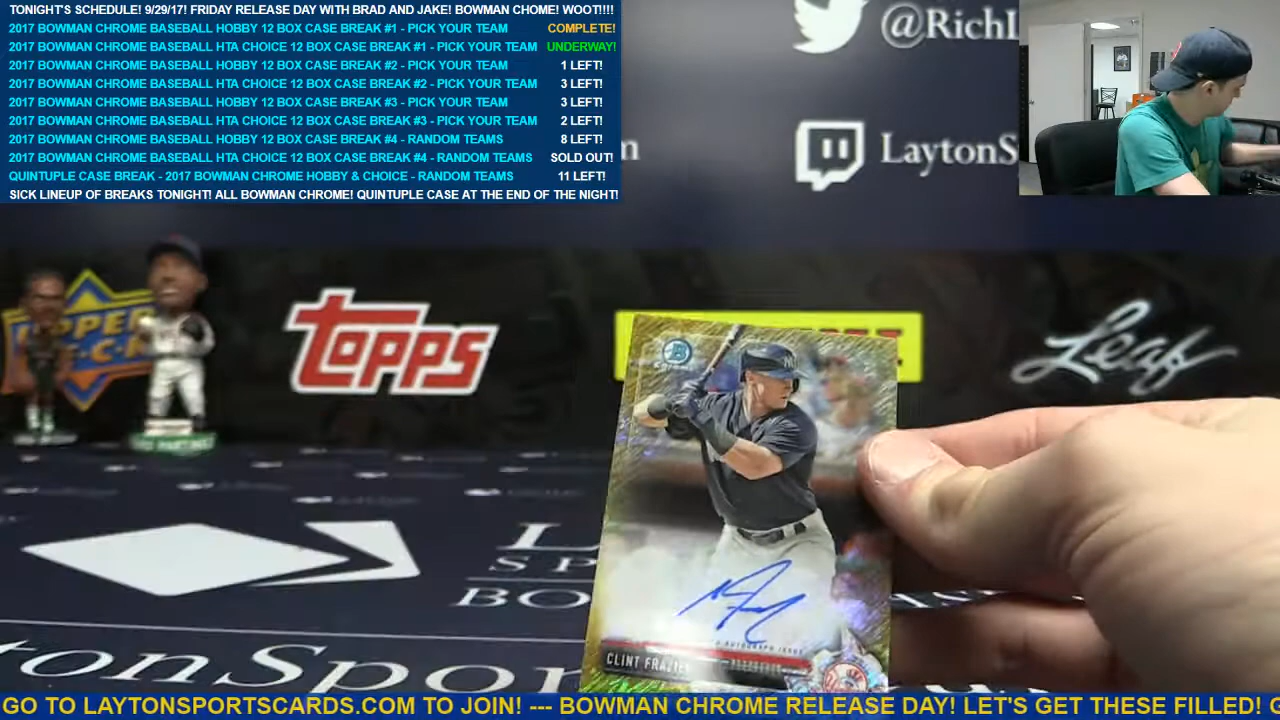 TONIGHT'S SCHEDULE! 9/29/17! FRIDAY RELEASE DAY WITH BRAD AND JAKE! BOWMAN CHOME! WOOT!!!!
2017 BOWMAN CHROME BASEBALL HOBBY 12 BOX CASE BREAK #1 - PICK YOUR TEAM COMPLETE!
2017 BOWMAN CHROME BASEBALL HTA CHOICE 12 BOX CASE BREAK #1 - PICK YOUR TEAM UNDERWAY!
2017 BOWMAN CHROME BASEBALL HOBBY 12 BOX CASE BREAK #2 - PICK YOUR TEAM 1 LEFT!
2017 BOWMAN CHROME BASEBALL HTA CHOICE 12 BOX CASE BREAK #2 - PICK YOUR TEAM 3 LEFT!
2017 BOWMAN CHROME BASEBALL HOBBY 12 BOX CASE BREAK #3 - PICK YOUR TEAM 3 LEFT!
2017 BOWMAN CHROME BASEBALL HTA CHOICE 12 BOX CASE BREAK #3 - PICK YOUR TEAM 2 LEFT!
2017 BOWMAN CHROME BASEBALL HOBBY 12 BOX CASE BREAK #4 - RANDOM TEAMS 8 LEFT!
2017 BOWMAN CHROME BASEBALL HTA CHOICE 12 BOX CASE BREAK #4 - RANDOM TEAMS SOLD OUT!
QUINTUPLE CASE BREAK - 2017 BOWMAN CHROME HOBBY & CHOICE - RANDOM TEAMS 11 LEFT!
SICK LINEUP OF BREAKS TONIGHT! ALL BOWMAN CHROME! QUINTUPLE CASE AT THE END OF THE NIGHT!
@RichL
m
LaytonS
TOPPS
Leaf
L
SP
BO
CLINT FRAZIE
tonSpor
GO TO LAYTONSPORTSCARDS.COM TO JOIN! --- BOWMAN CHROME RELEASE DAY! LET'S GET THESE FILLED!